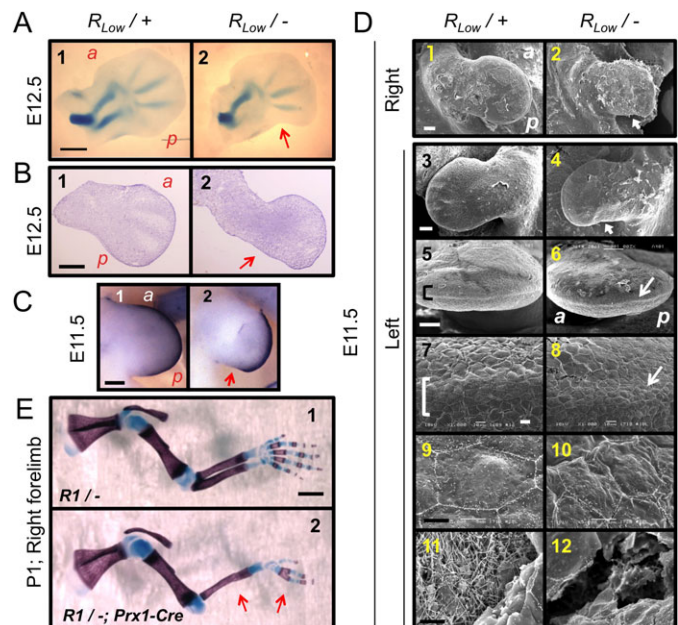 R_Low / +
R_Low / -
A
E12.5
1
a
p
2
B
E12.5
1
a
p
2
C
E11.5
1
a
p
2
E
P1; Right forelimb
1
R1 / -
2
R1 / -; Prx1-Cre
D
R_Low / +
R_Low / -
E11.5
Right
1
a
p
2
Left
3
4
5
6
a
p
7
8
9
10
11
12